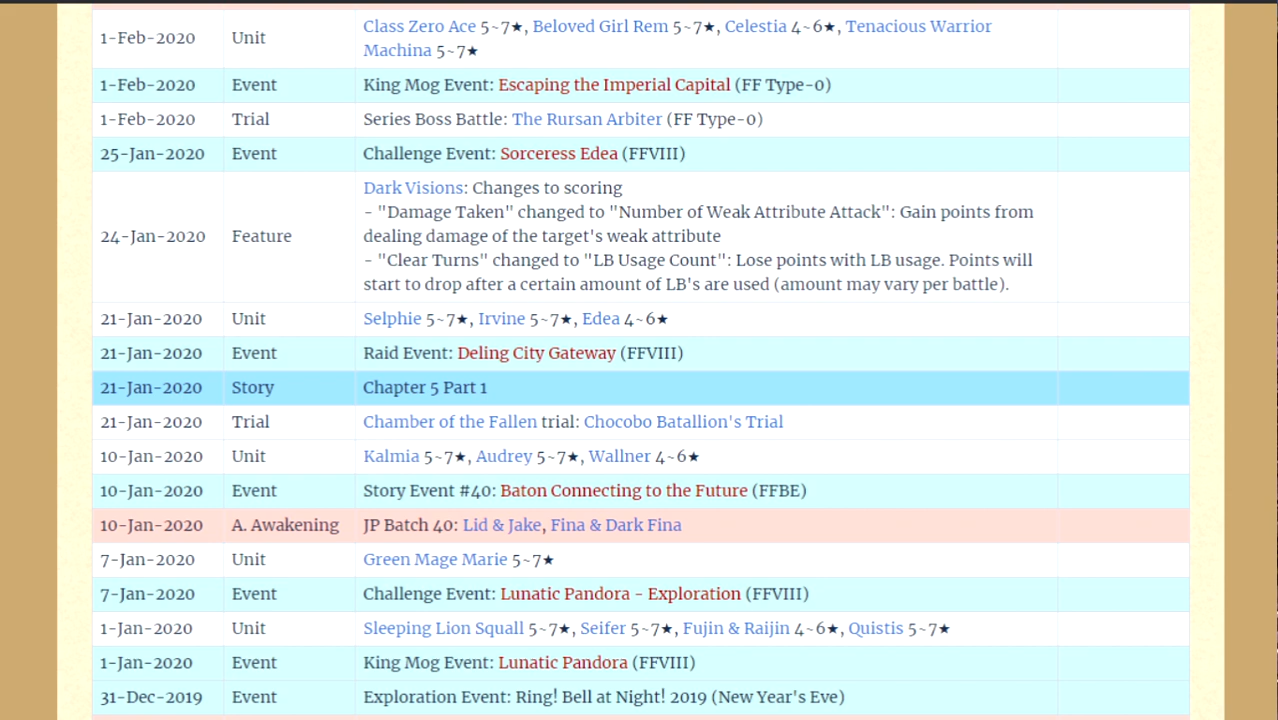 1-Feb-2020 Unit Class Zero Ace 5~7★, Beloved Girl Rem 5~7★, Celestia 4~6★, Tenacious Warrior
Machina 5~7★
1-Feb-2020 Event King Mog Event: Escaping the Imperial Capital (FF Type-0)
1-Feb-2020 Trial Series Boss Battle: The Rursan Arbiter (FF Type-0)
25-Jan-2020 Event Challenge Event: Sorceress Edea (FFVIII)
24-Jan-2020 Feature Dark Visions: Changes to scoring
- "Damage Taken" changed to "Number of Weak Attribute Attack": Gain points from
dealing damage of the target's weak attribute
- "Clear Turns" changed to "LB Usage Count": Lose points with LB usage. Points will
start to drop after a certain amount of LB's are used (amount may vary per battle).
21-Jan-2020 Unit Selphie 5~7★, Irvine 5~7★, Edea 4~6★
21-Jan-2020 Event Raid Event: Deling City Gateway (FFVIII)
21-Jan-2020 Story Chapter 5 Part 1
21-Jan-2020 Trial Chamber of the Fallen trial: Chocobo Batallion's Trial
10-Jan-2020 Unit Kalmia 5~7★, Audrey 5~7★, Wallner 4~6★
10-Jan-2020 Event Story Event #40: Baton Connecting to the Future (FFBE)
10-Jan-2020 A. Awakening JP Batch 40: Lid & Jake, Fina & Dark Fina
7-Jan-2020 Unit Green Mage Marie 5~7★
7-Jan-2020 Event Challenge Event: Lunatic Pandora - Exploration (FFVIII)
1-Jan-2020 Unit Sleeping Lion Squall 5~7★, Seifer 5~7★, Fujin & Raijin 4~6★, Quistis 5~7★
1-Jan-2020 Event King Mog Event: Lunatic Pandora (FFVIII)
31-Dec-2019 Event Exploration Event: Ring! Bell at Night! 2019 (New Year's Eve)